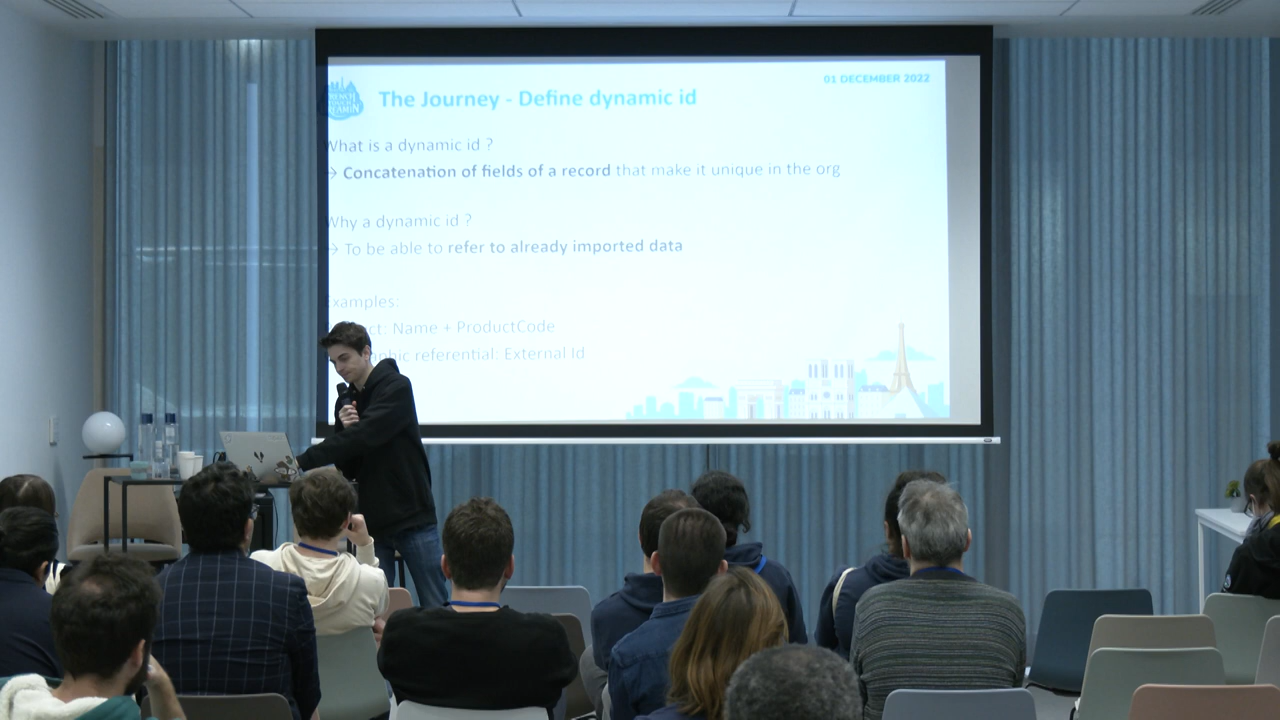 01 DECEMBER 2022
The Journey - Define dynamic id
What is a dynamic id ?
Concatenation of fields of a record that make it unique in the org
Why a dynamic id ?
→ To be able to refer to already imported data
Examples:
Name + ProductCode
referential: External Id